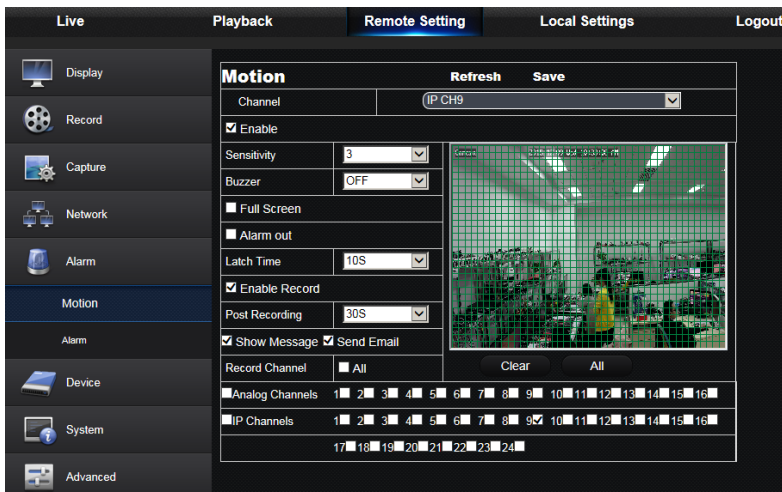 Live Playback Remote Setting Local Settings Logout
Display
Record
Capture
Network
Alarm
Motion
Alarm
Device
System
Advanced
Motion Refresh Save
Channel IP CH9
Enable
Sensitivity 3
Buzzer OFF
Full Screen
Alarm out
Latch Time 10S
Enable Record
Post Recording 30S
Show Message Send Email
Record Channel All
Clear All
Analog Channels 1 2 3 4 5 6 7 8 9 10 11 12 13 14 15 16
IP Channels 1 2 3 4 5 6 7 8 9 10 11 12 13 14 15 16
17 18 19 20 21 22 23 24